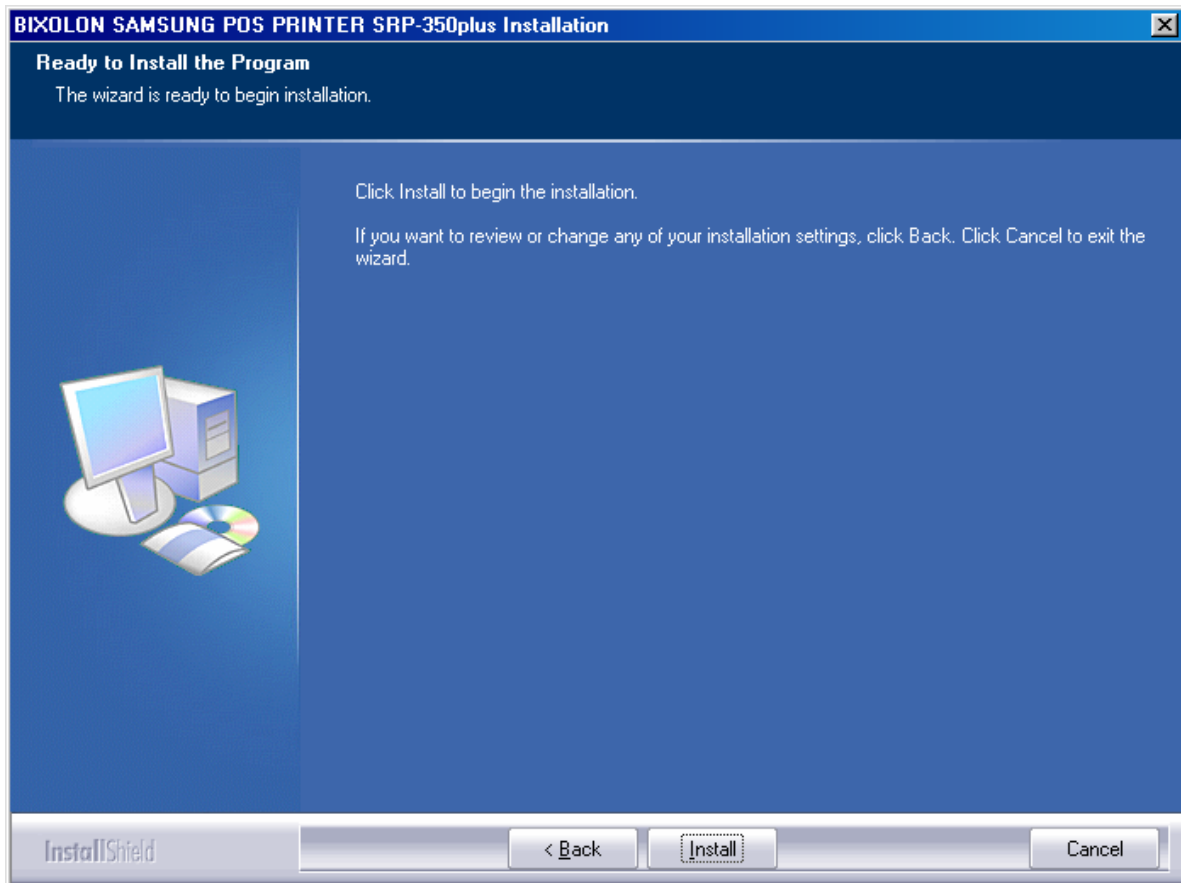 BIXOLON SAMSUNG POS PRINTER SRP-350plus Installation
Ready to Install the Program
The wizard is ready to begin installation.
Click Install to begin the installation.
If you want to review or change any of your installation settings, click Back. Click Cancel to exit the
wizard.
InstallShield
< Back
Install
Cancel